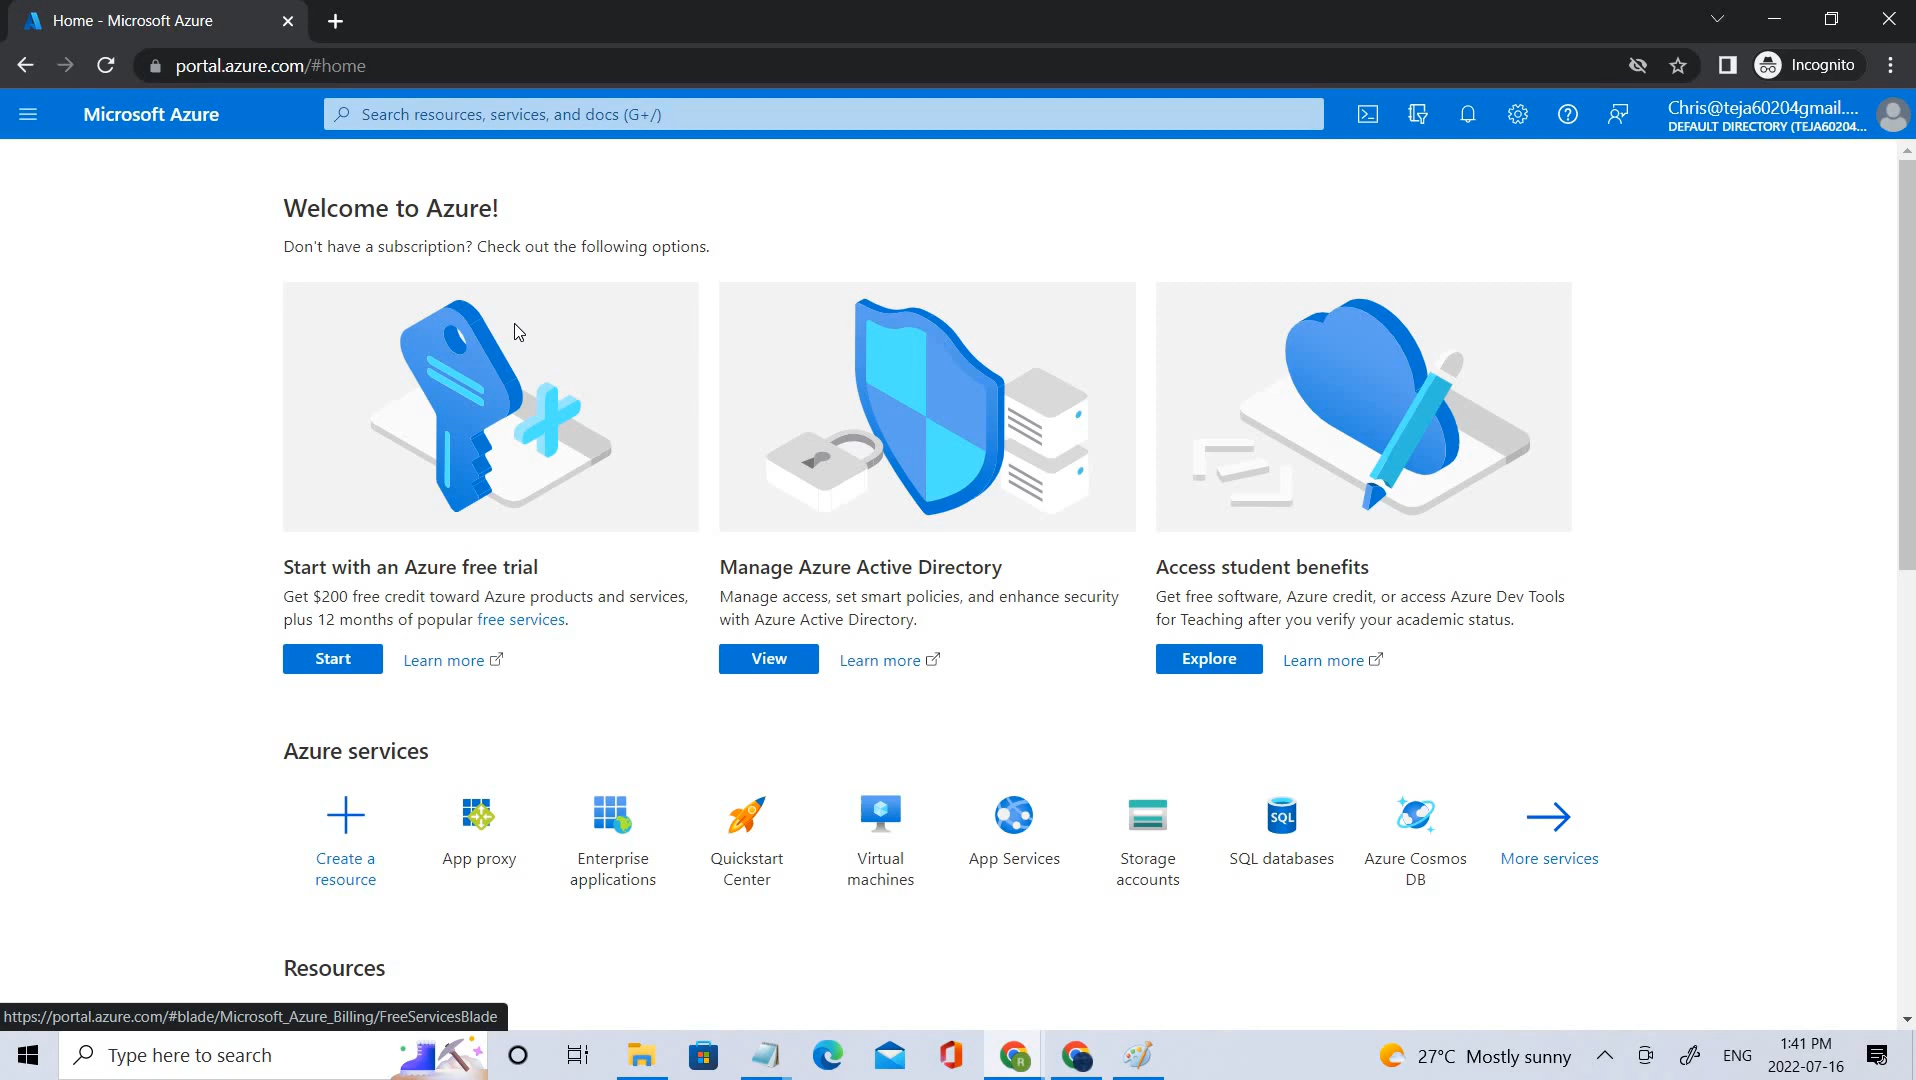 Home - Microsoft Azure
portal.azure.com/#home
Incognito
Microsoft Azure
Search resources, services, and docs (G+/)
Chris@teja60204gmail....
DEFAULT DIRECTORY (TEJA60204...
Welcome to Azure!
Don't have a subscription? Check out the following options.
Start with an Azure free trial
Get $200 free credit toward Azure products and services,
plus 12 months of popular free services.
Start
Learn more
Manage Azure Active Directory
Manage access, set smart policies, and enhance security
with Azure Active Directory.
View
Learn more
Access student benefits
Get free software, Azure credit, or access Azure Dev Tools
for Teaching after you verify your academic status.
Explore
Learn more
Azure services
Create a
resource
App proxy
Enterprise
applications
Quickstart
Center
Virtual
machines
App Services
Storage
accounts
SQL
SQL databases
Azure Cosmos
DB
More services
Resources
https://portal.azure.com/#blade/Microsoft_Azure_Billing/FreeServicesBlade
Type here to search
R
27°C Mostly sunny
ENG
1:41 PM
2022-07-16